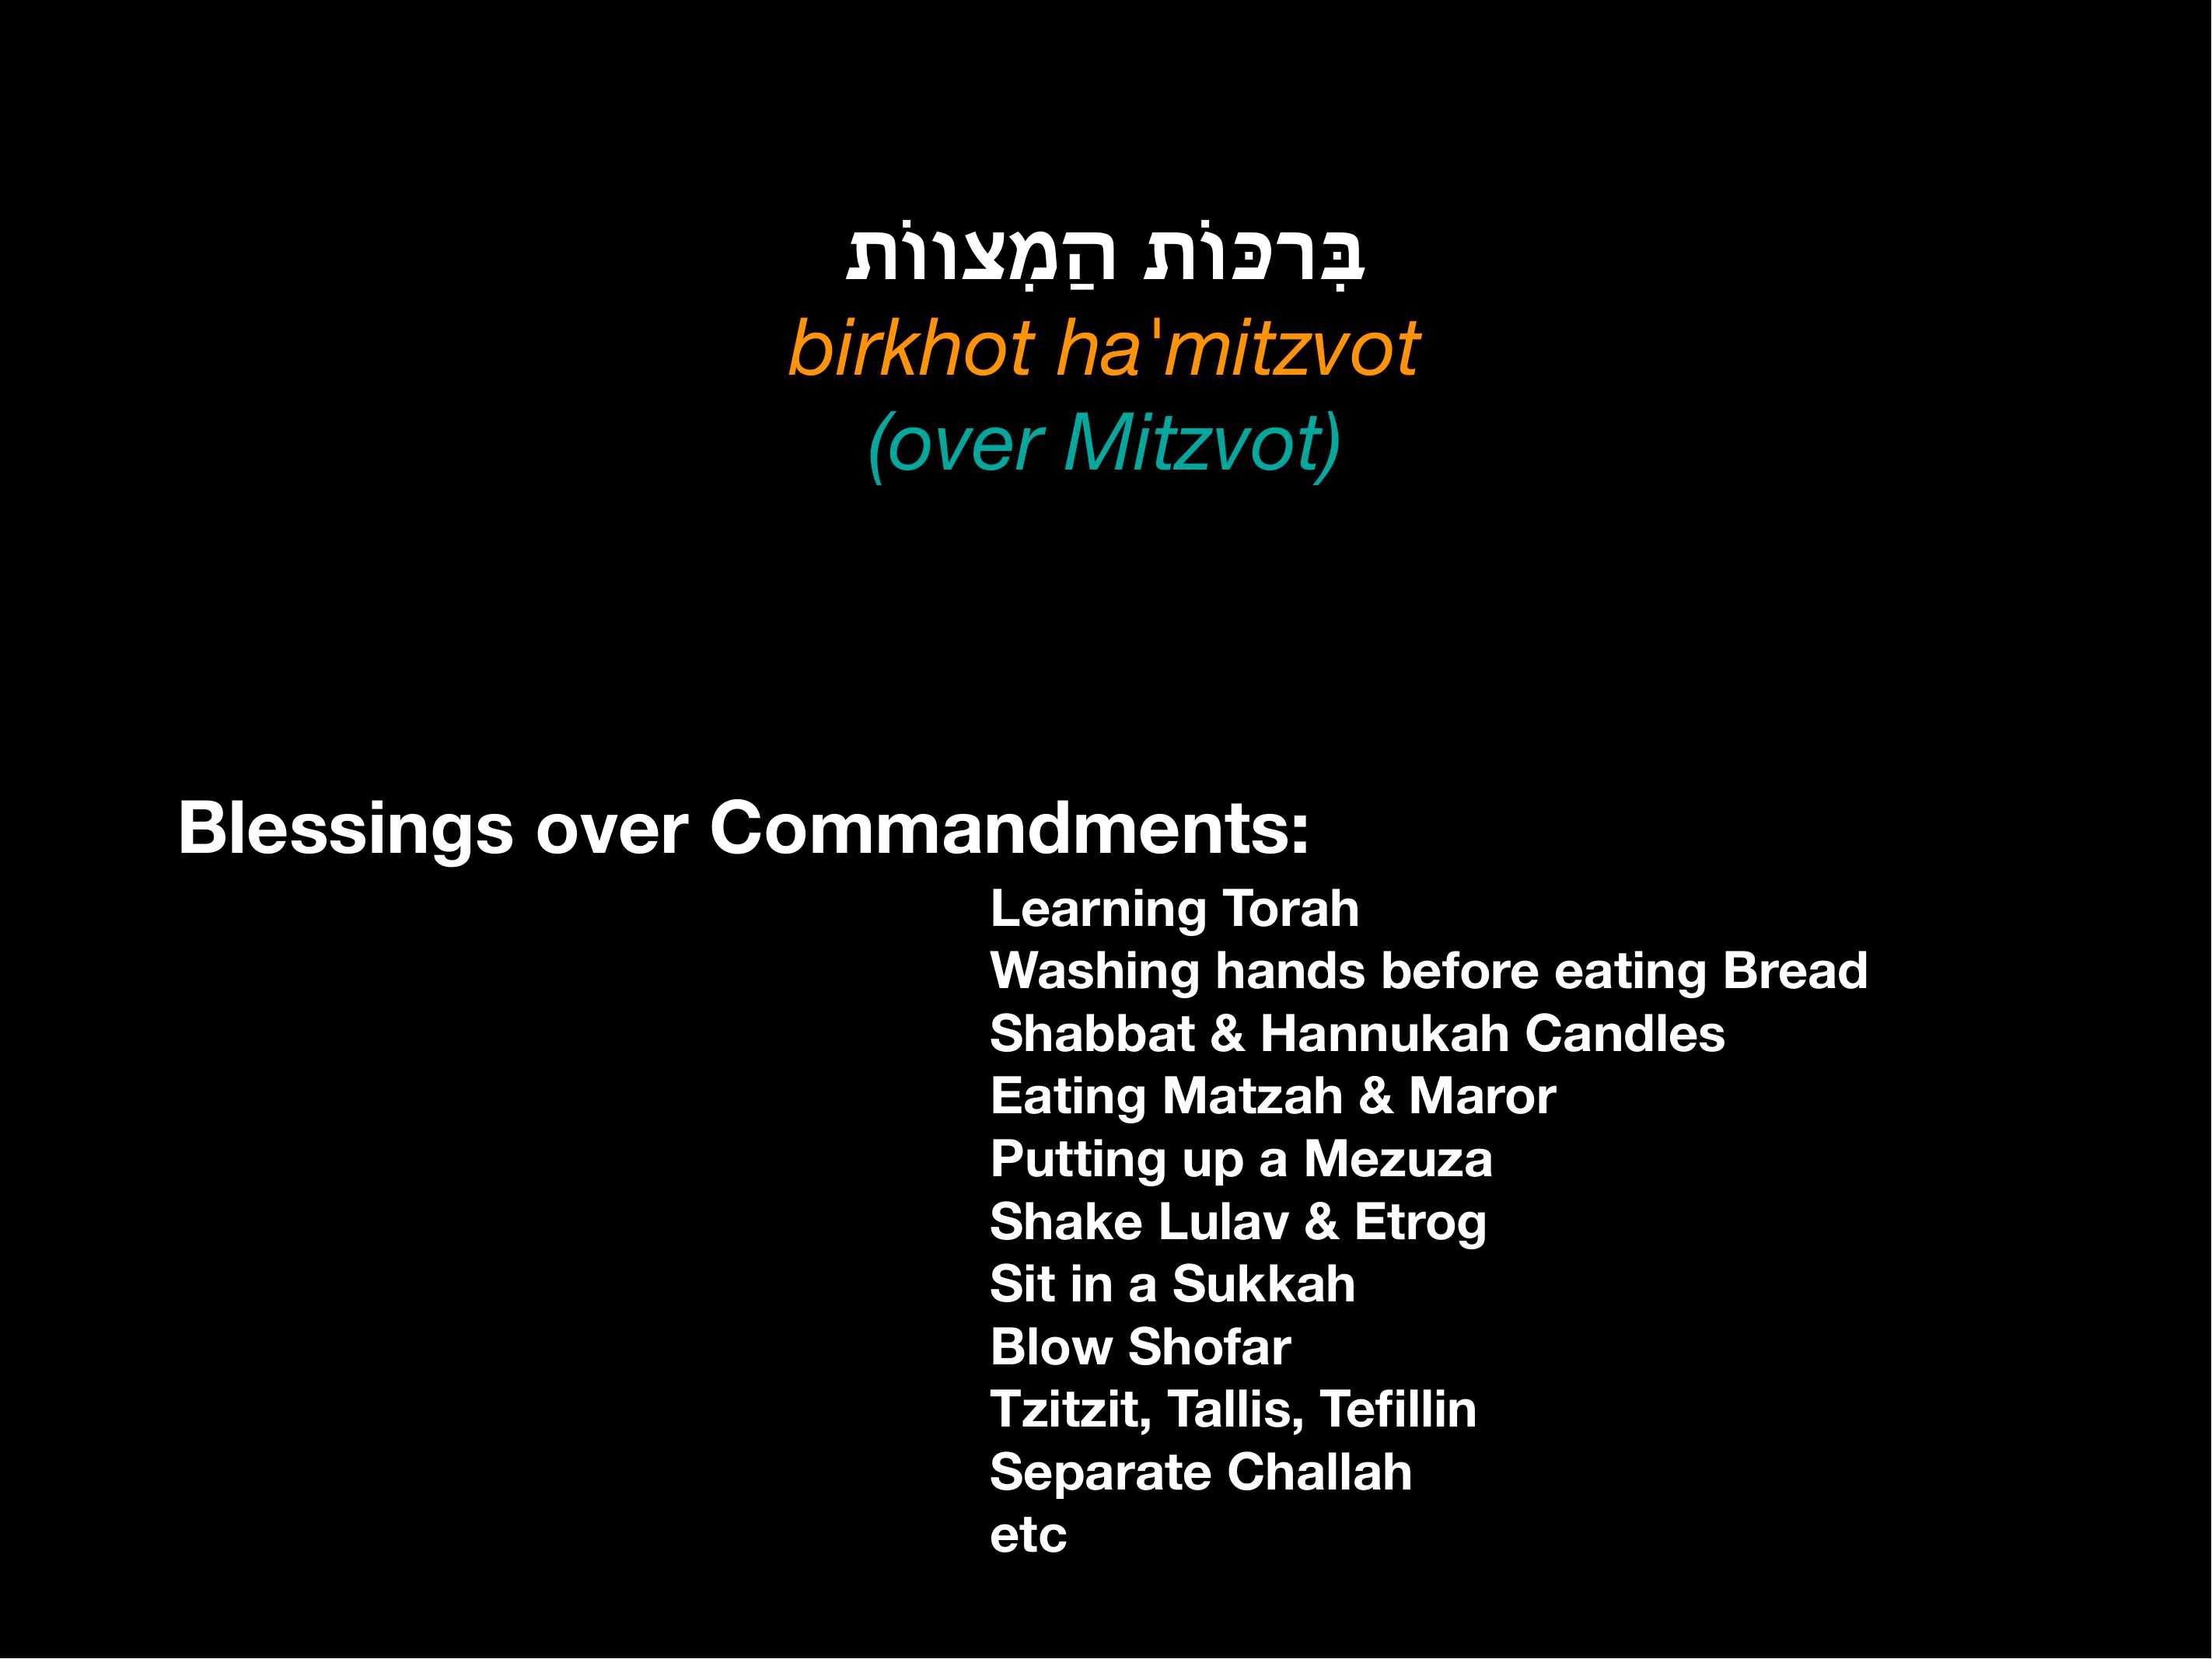 בִּרכּוֹת הַמִצווֹת
birkhot ha'mitzvot
(over Mitzvot)
Blessings over Commandments:
Learning Torah
Washing hands before eating Bread
Shabbat & Hannukah Candles
Eating Matzah & Maror
Putting up a Mezuza
Shake Lulav & Etrog
Sit in a Sukkah
Blow Shofar
Tzitzit, Tallis, Tefillin
Separate Challah
etc